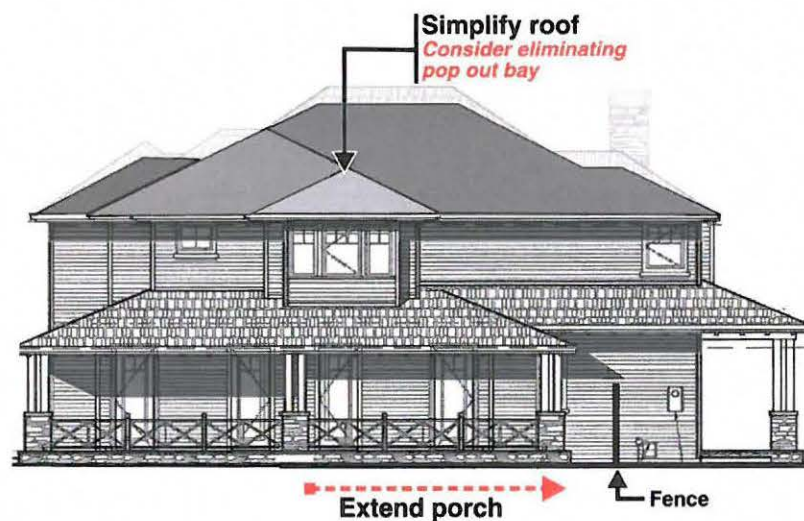 Simplify roof
Consider eliminating
pop out bay
Extend porch
Fence